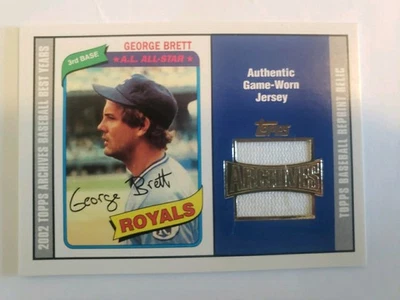 2002 TOPPS ARCHIVES BASEBALL BEST YEARS
GEORGE BRETT
3rd BASE
★A.L. ALL-STAR★
George Brett
ROYALS
Authentic
Game-Worn
Jersey
Topps
ARCHIVES
TOPPS BASEBALL REPRINT RELIC